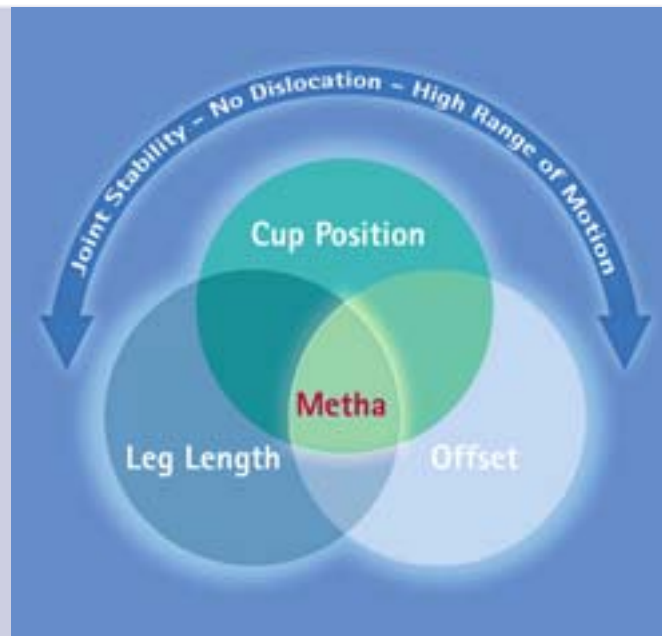 Joint Stability – No Dislocation – High Range of Motion
Cup Position
Metha
Leg Length
Offset